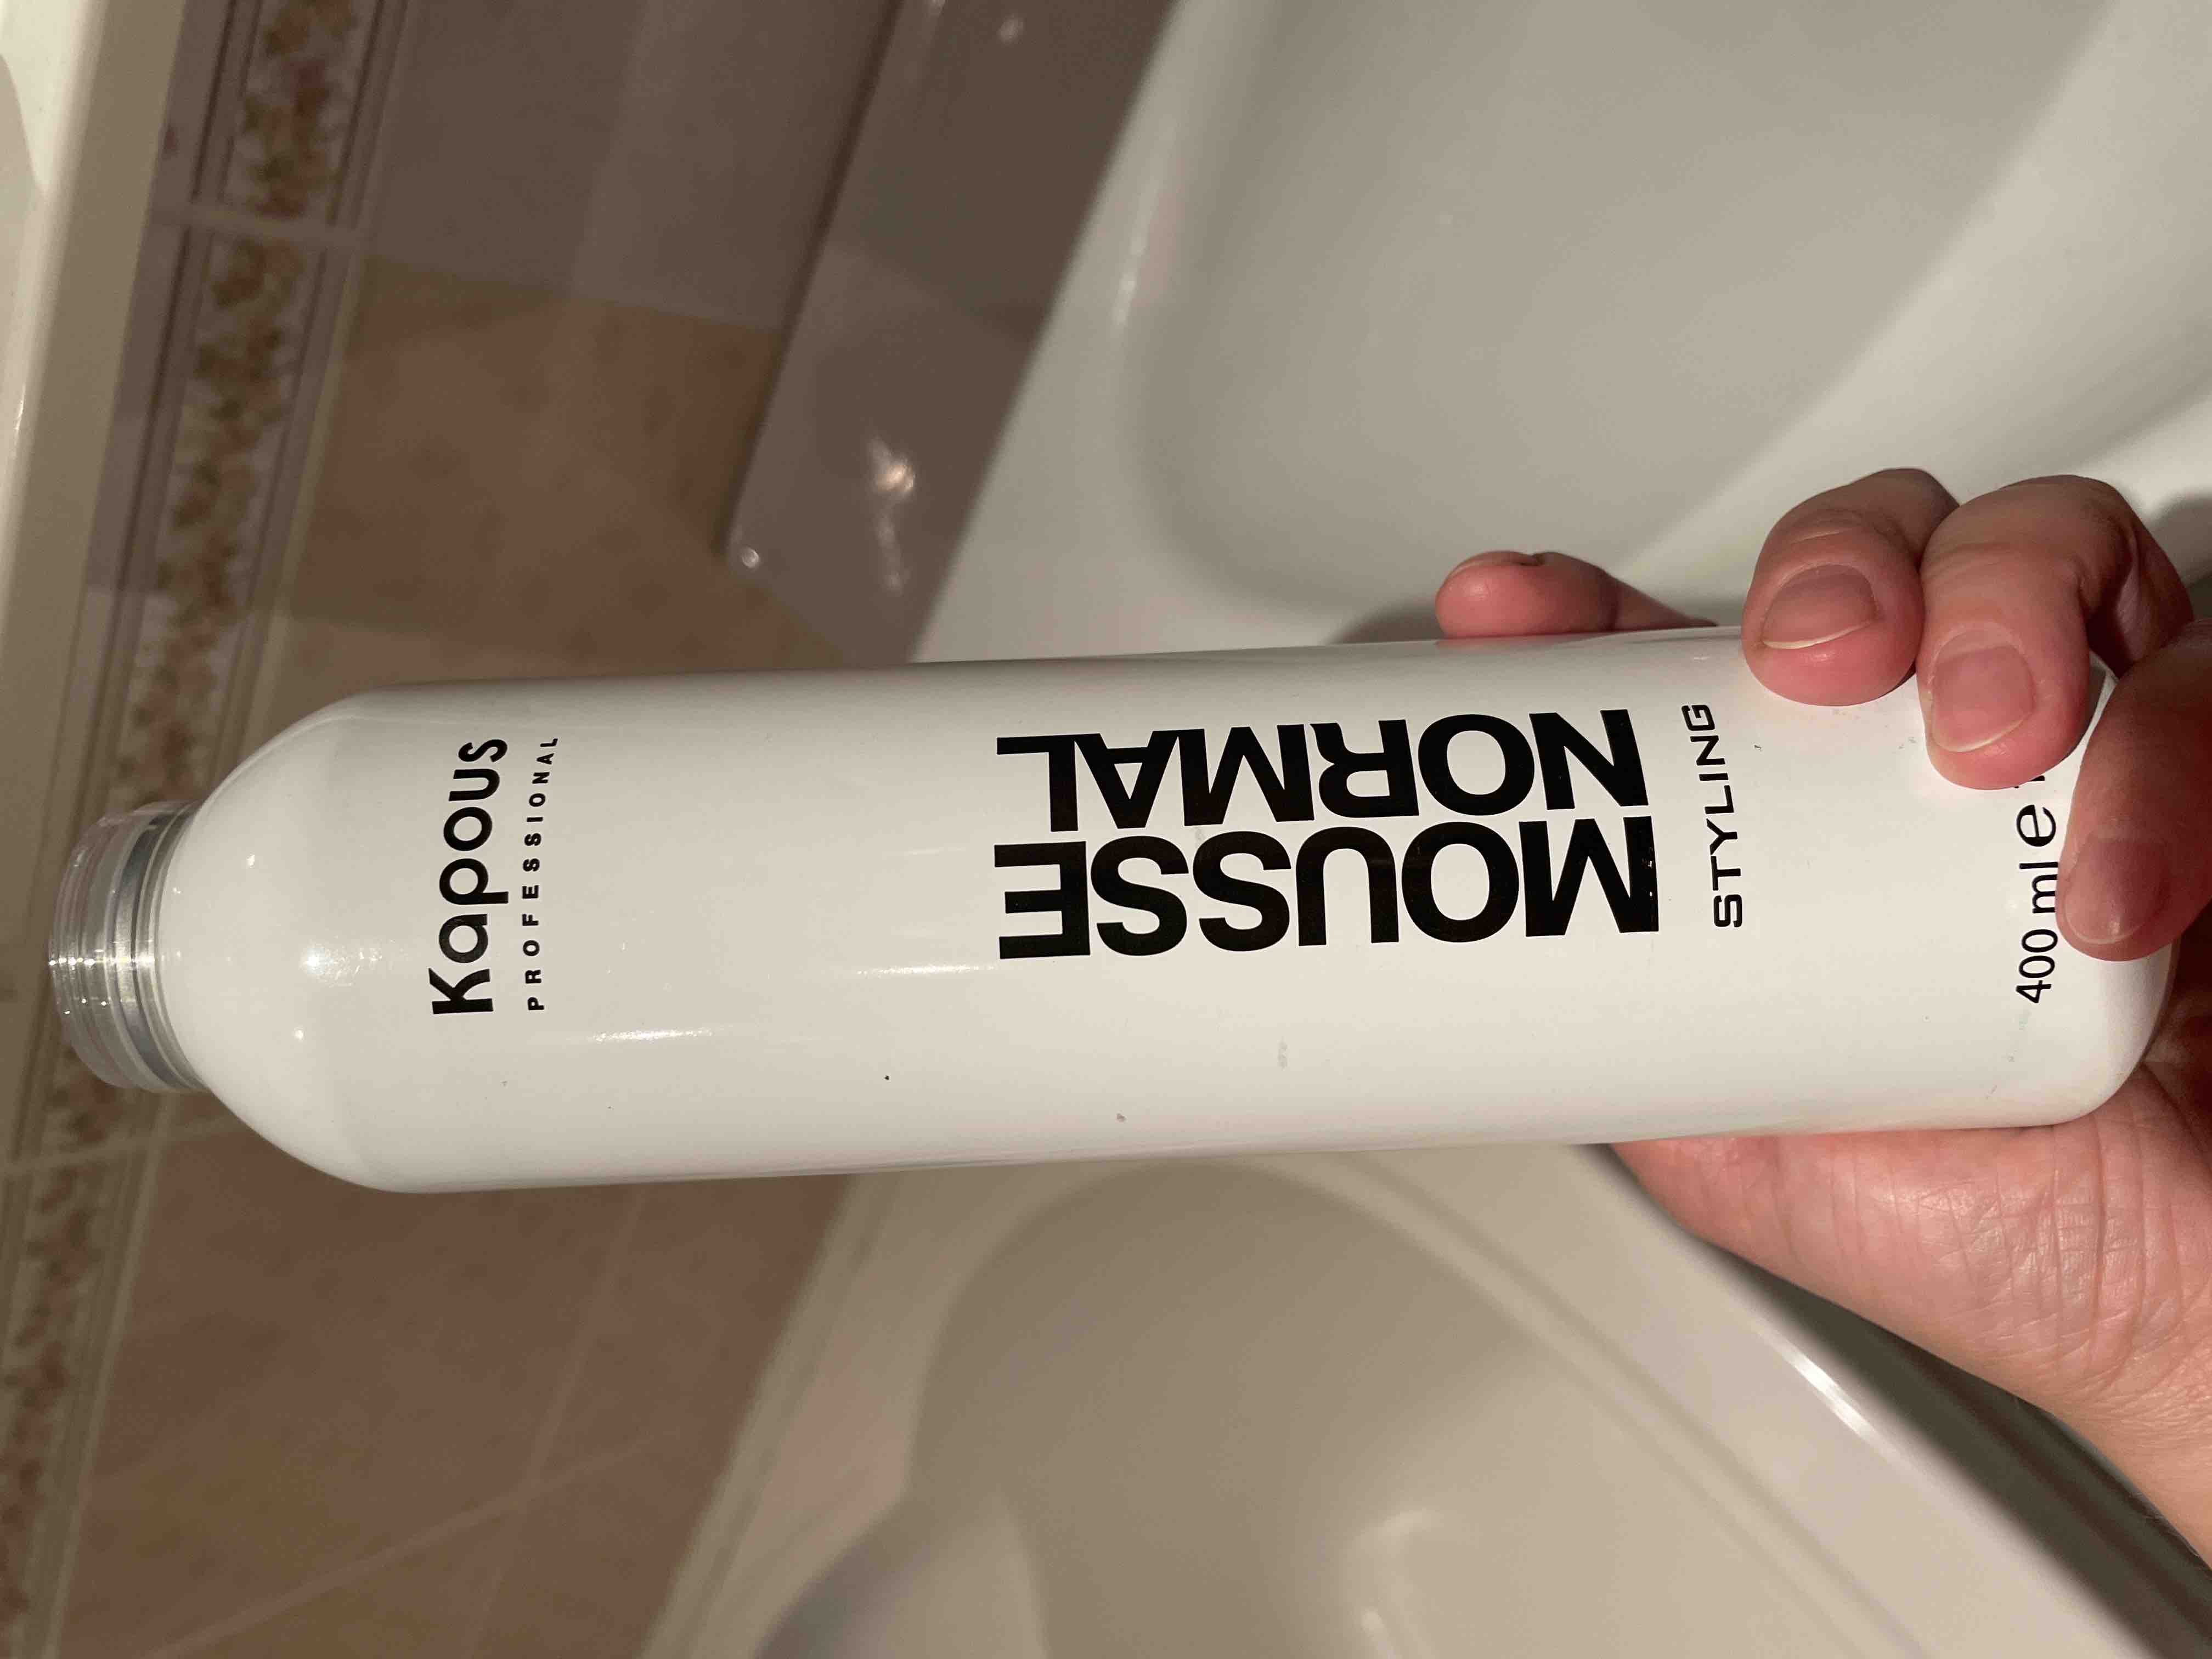 Kapous
PROFESSIONAL
MOUSSE
NORMAL
STYLING
400 ml e